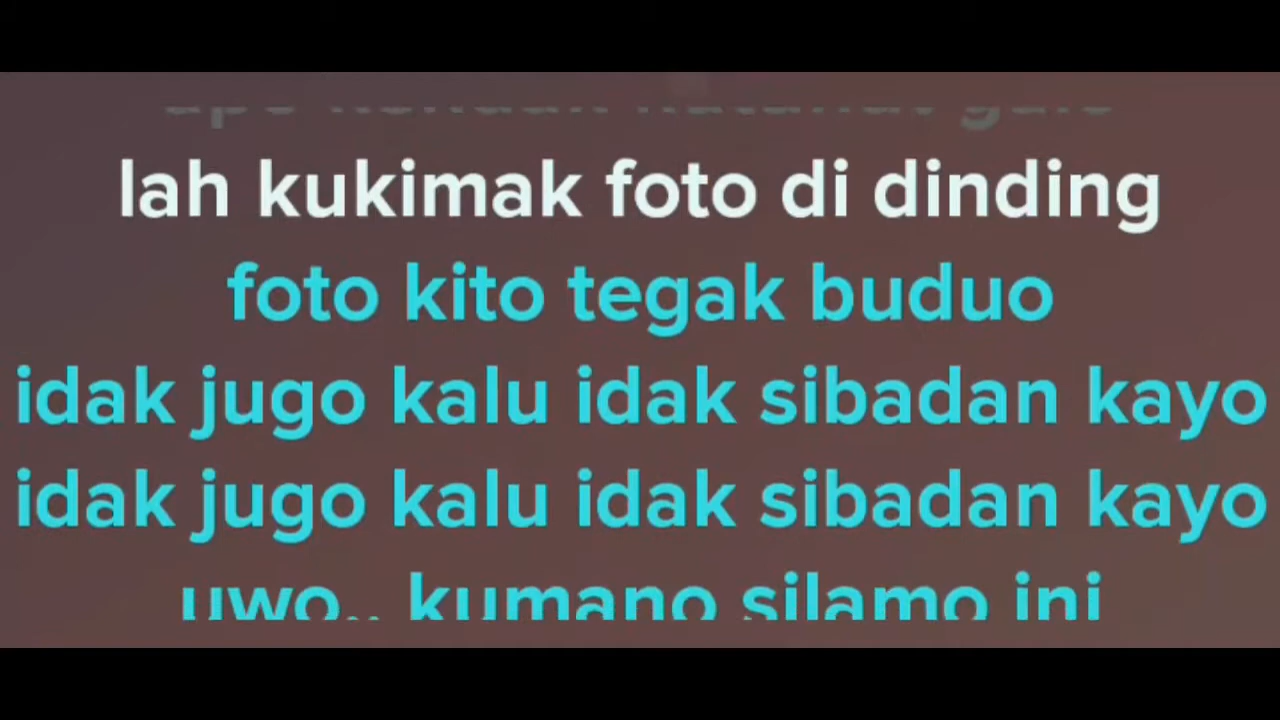 lah kukimak foto di dinding
foto kito tegak buduo
idak jugo kalu idak sibadan kayo
idak jugo kalu idak sibadan kayo
uwo.. kumano silamo ini